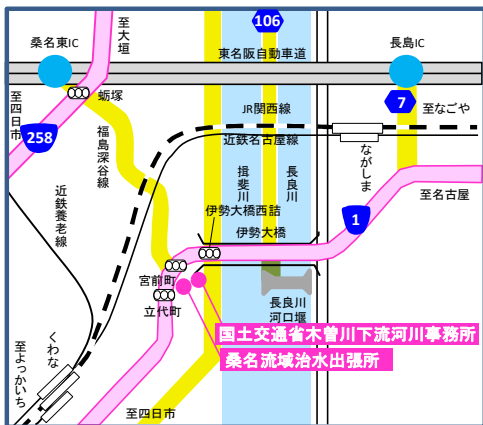 至大垣
106
桑名東IC
東名阪自動車道
長島IC
至四日市
蛎塚
7
至なごや
258
福島深谷線
JR関西線
近鉄名古屋線
ながしま
揖斐川
長良川
至名古屋
近鉄養老線
伊勢大橋西詰
伊勢大橋
1
宮前町
立代町
長良川
河口堰
国土交通省木曽川下流河川事務所
桑名流域治水出張所
くわな
至よっかいち
至四日市